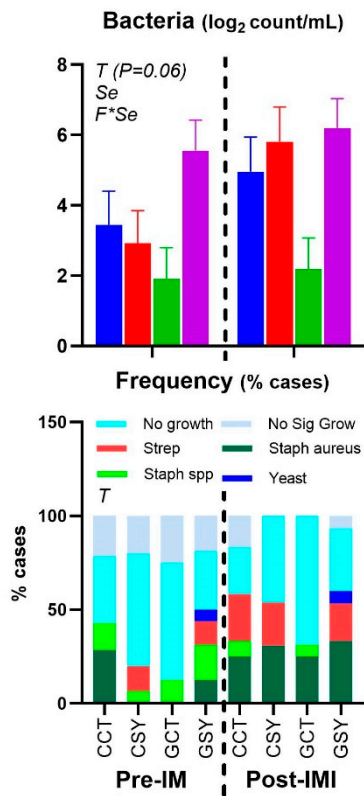 Bacteria (log2 count/mL)
T (P=0.06)
Se
F*Se
8
6
4
2
0
Frequency (% cases)
150
No growth
No Sig Grow
Strep
Staph aureus
Staph spp
Yeast
T
100
% cases
50
0
CCT
CSY
GCT
GSY
CCT
CSY
GCT
GSY
Pre-IM
Post-IMI